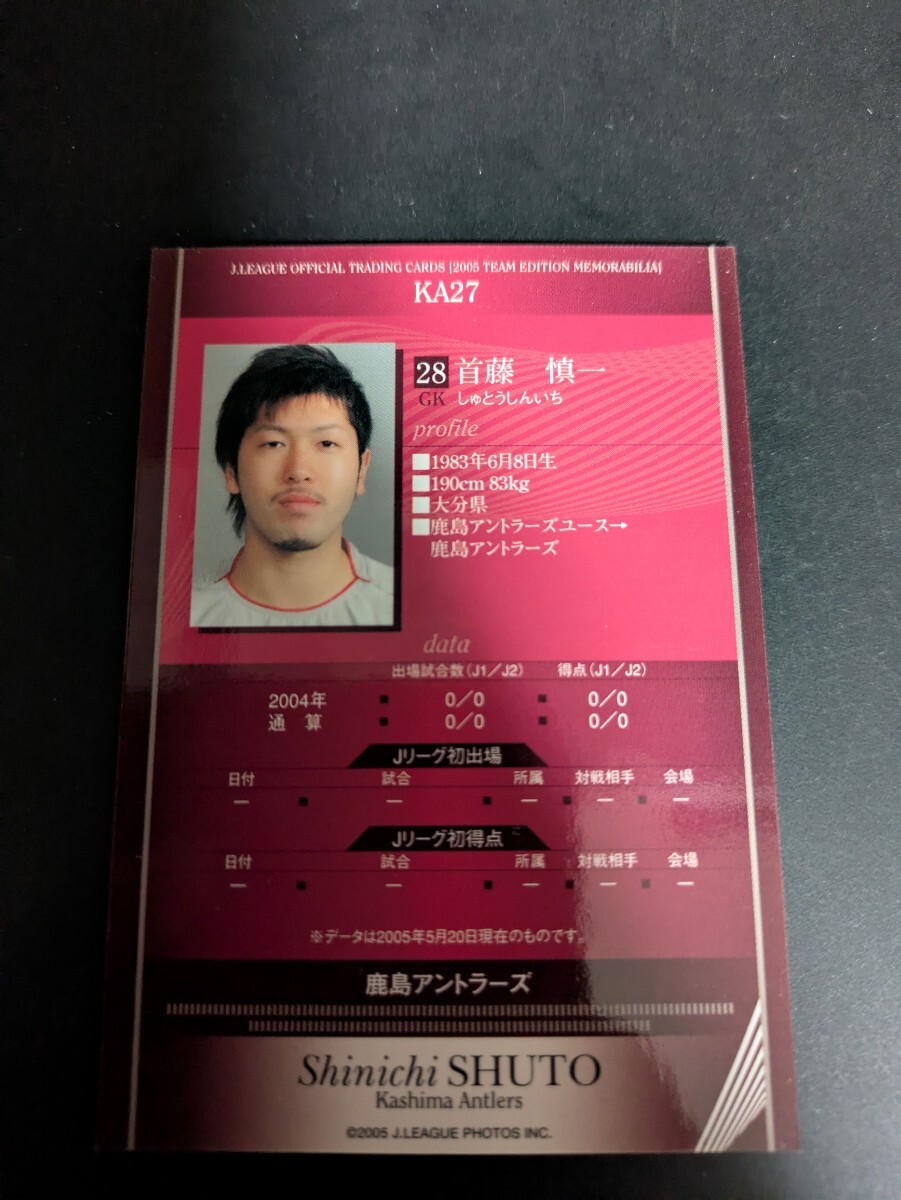 J.LEAGUE OFFICIAL TRADING CARDS [2005 TEAM EDITION MEMORABILIA]
KA27
28 首藤 慎一
GK しゅとうしんいち
profile
■1983年6月8日生
■190cm 83kg
■大分県
■鹿島アントラーズユース→
鹿島アントラーズ
data
出場試合数(J1/J2) 得点(J1/J2)
2004年 ■ 0/0 ■ 0/0
通算 ■ 0/0 ■ 0/0
Jリーグ初出場
日付 試合 所属 対戦相手 会場
— ■ — ■ — ■ — ■ —
Jリーグ初得点
日付 試合 所属 対戦相手 会場
— ■ — ■ — ■ — ■ —
※データは2005年5月20日現在のものです。
鹿島アントラーズ
Shinichi SHUTO
Kashima Antlers
©2005 J.LEAGUE PHOTOS INC.